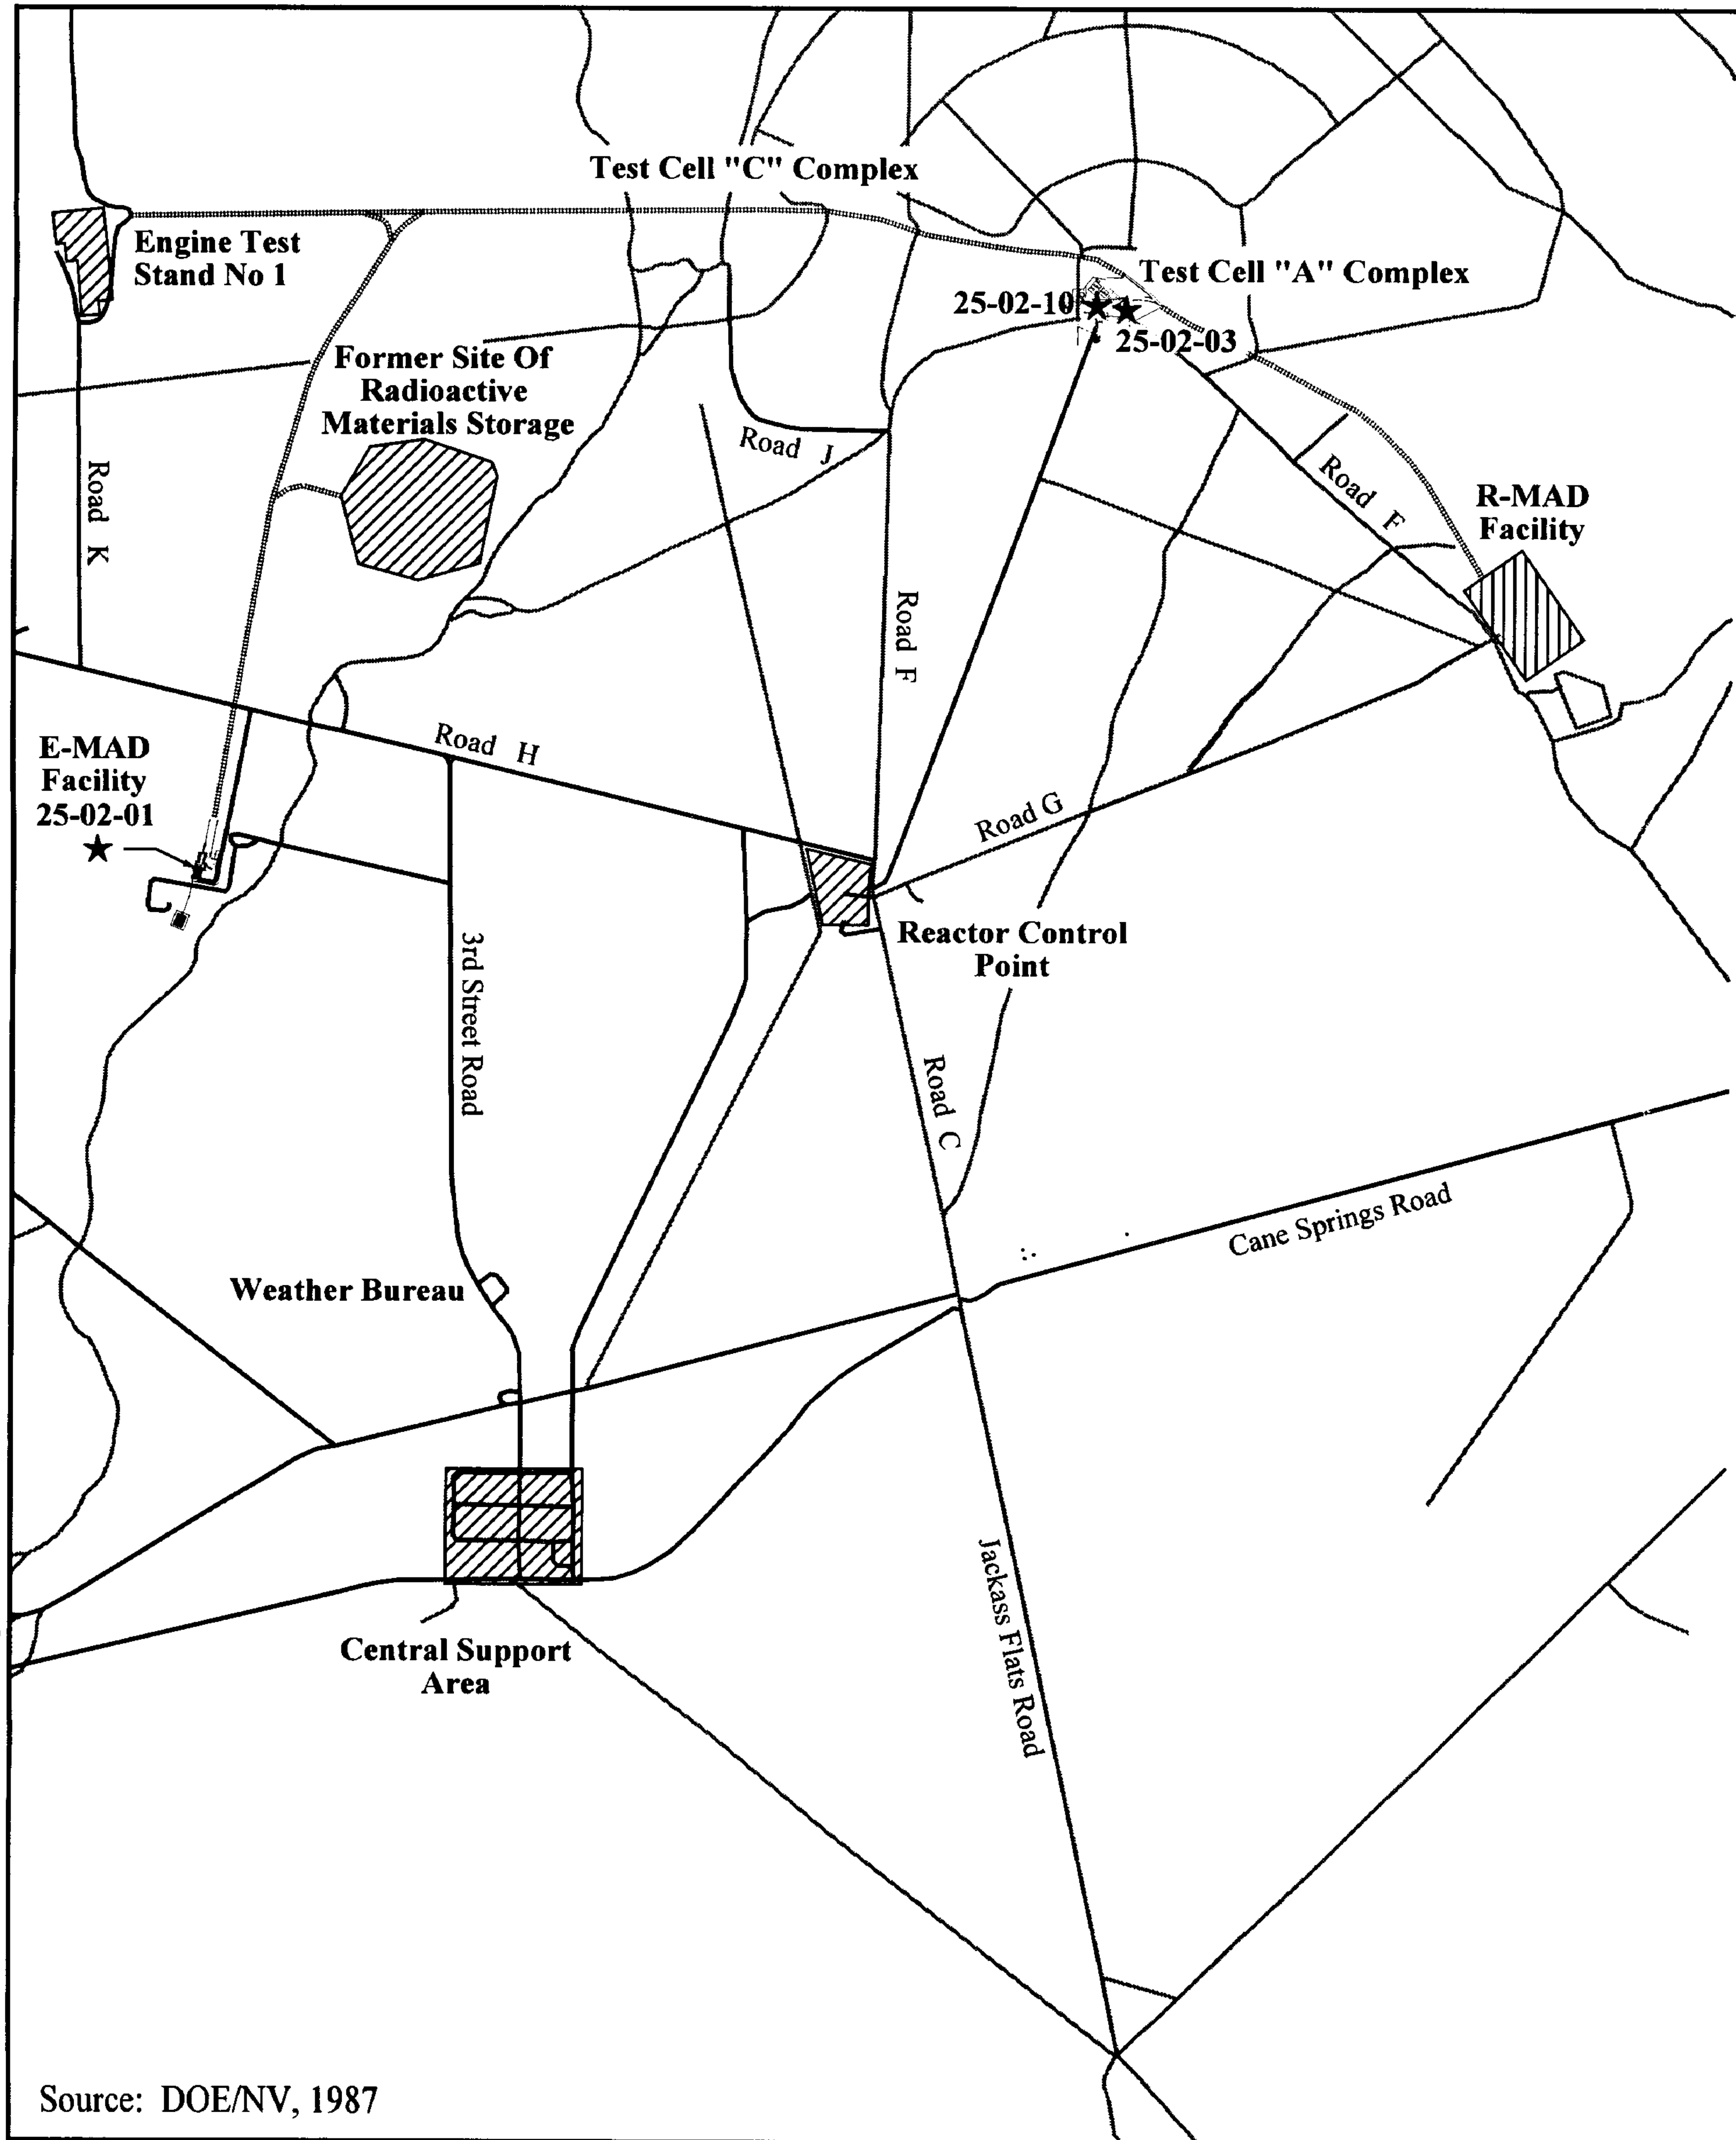 Test Cell "C" Complex
Engine Test
Stand No 1
Test Cell "A" Complex
25-02-10
25-02-03
Former Site Of
Radioactive
Materials Storage
Road J
Road K
Road F
R-MAD
Facility
Road F
E-MAD
Facility
25-02-01
Road H
Road G
Reactor Control
Point
3rd Street Road
Road C
Cane Springs Road
Weather Bureau
Jackass Flats Road
Central Support
Area
Source: DOE/NV, 1987